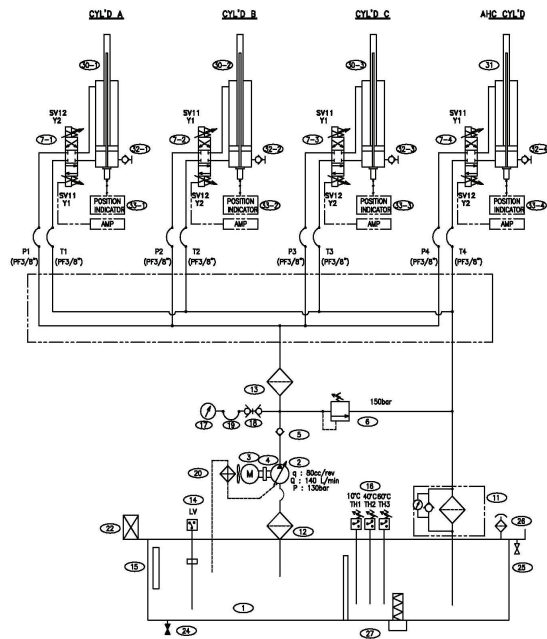 CYL'D A
CYL'D B
CYL'D C
AHC CYL'D
30-1
30-2
30-3
31
SV12
Y2
SV11
Y1
SV11
Y1
SV11
Y1
7-1
7-2
7-3
7-4
32-1
32-2
32-3
32-4
SV11
Y1
SV12
Y2
SV12
Y2
SV12
Y2
POSITION
INDICATOR
POSITION
INDICATOR
POSITION
INDICATOR
POSITION
INDICATOR
33-1
33-2
33-3
33-4
AMP
AMP
AMP
AMP
P1
(PF3/8")
T1
(PF3/8")
P2
(PF3/8")
T2
(PF3/8")
P3
(PF3/8")
T3
(PF3/8")
P4
(PF3/8")
T4
(PF3/8")
13
150bar
17
19
18
6
5
3
4
2
20
M
q : 80cc/rev
Q : 140 L/min
P : 130bar
16
10°C
TH1
40°C
TH2
60°C
TH3
11
14
LV
22
12
26
15
25
1
24
27